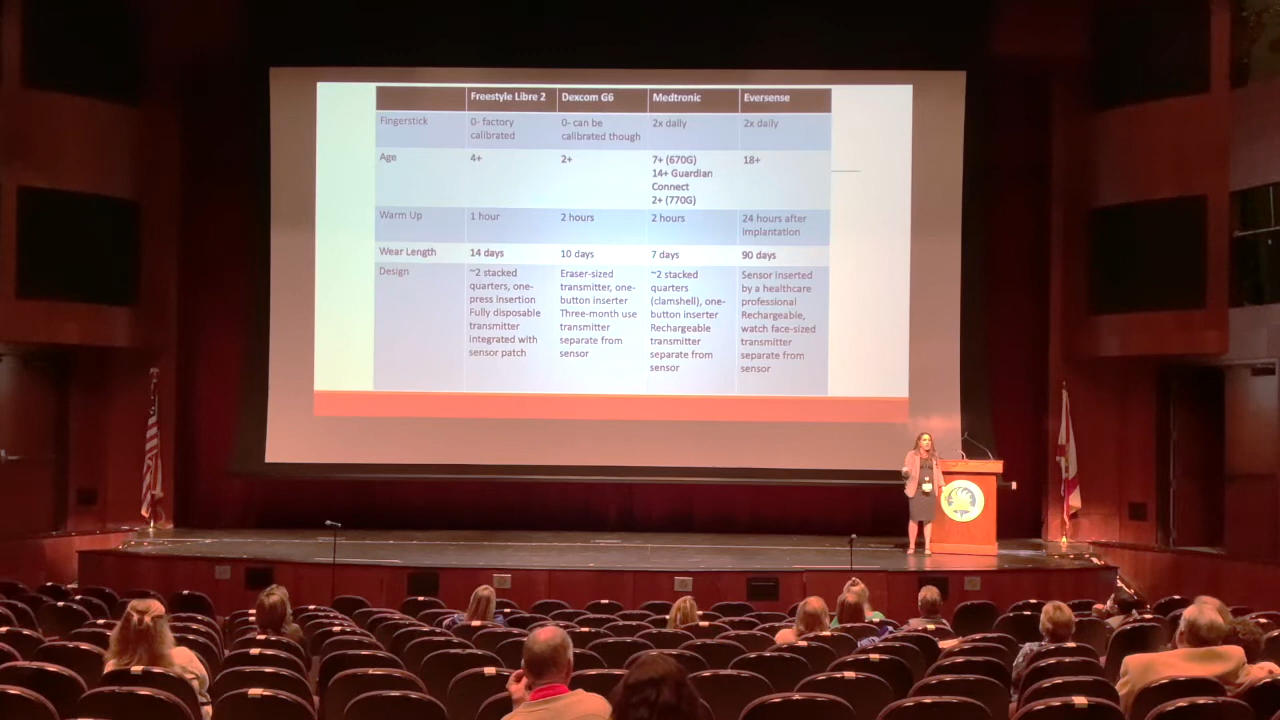 Freestyle Libre 2 Dexcom G6 Medtronic Eversense
Fingerstick 0- factory 0- can be 2x daily 2x daily
calibrated calibrated though
Age 4+ 2+ 7+ (670G) 18+
14+ Guardian
Connect
2+ (770G)
Warm Up 1 hour 2 hours 2 hours 24 hours after
implantation
Wear Length 14 days 10 days 7 days 90 days
Design ~2 stacked Eraser-sized ~2 stacked Sensor inserted
quarters, one- transmitter, one- quarters by a healthcare
press insertion button inserter (clamshell), one- professional
Fully disposable Three-month use button inserter Rechargeable,
transmitter transmitter Rechargeable watch face-sized
integrated with separate from transmitter transmitter
sensor patch sensor separate from separate from
sensor sensor